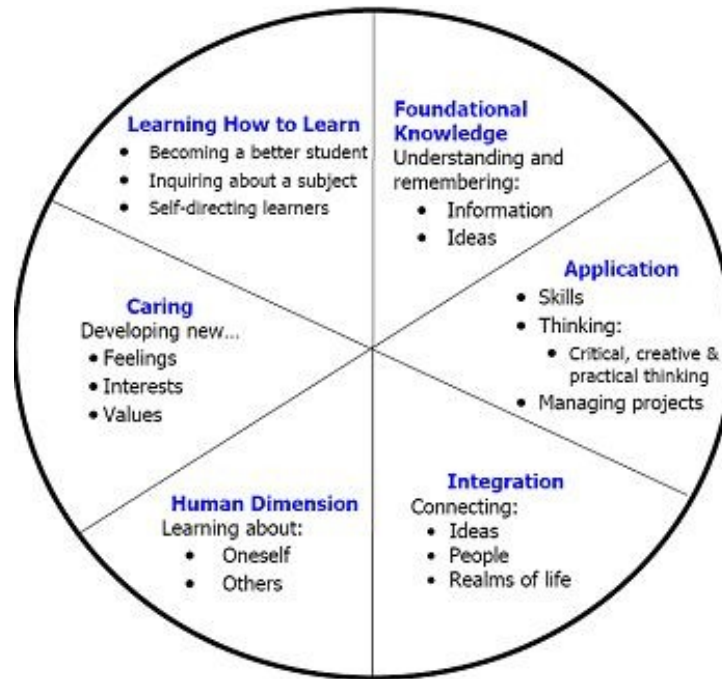 Learning How to Learn
• Becoming a better student
• Inquiring about a subject
• Self-directing learners
Foundational
Knowledge
Understanding and
remembering:
• Information
• Ideas
Application
• Skills
• Thinking:
• Critical, creative &
practical thinking
• Managing projects
Integration
Connecting:
• Ideas
• People
• Realms of life
Human Dimension
Learning about:
• Oneself
• Others
Caring
Developing new...
• Feelings
• Interests
• Values